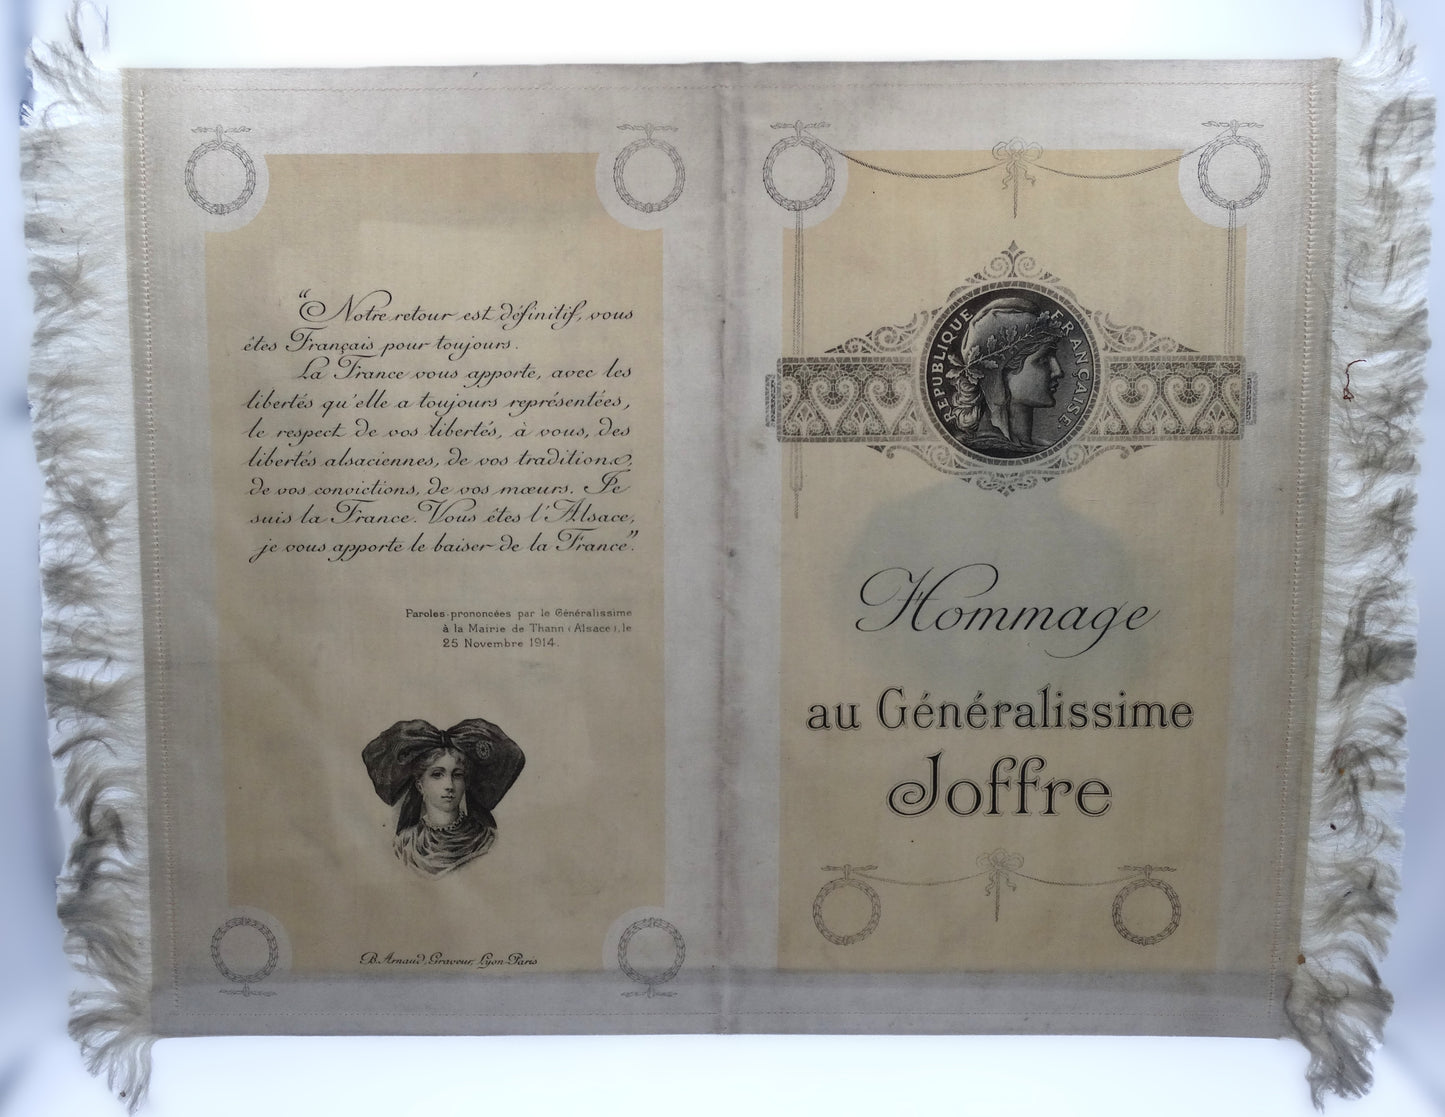 “Notre retour est définitif, vous
êtes Français pour toujours.
La France vous apporte, avec les
libertés qu'elle a toujours représentées,
le respect de vos libertés, à vous, des
libertés alsaciennes, de vos traditions,
de vos convictions, de vos mœurs. Je
suis la France. Vous êtes l'Alsace,
je vous apporte le baiser de la France”.
Paroles prononcées par le Généralissime
à la Mairie de Thann (Alsace), le
25 Novembre 1914.
B. Arnaud, Graveur, Lyon-Paris
REPUBLIQUE FRANÇAISE
Hommage
au Généralissime
Joffre